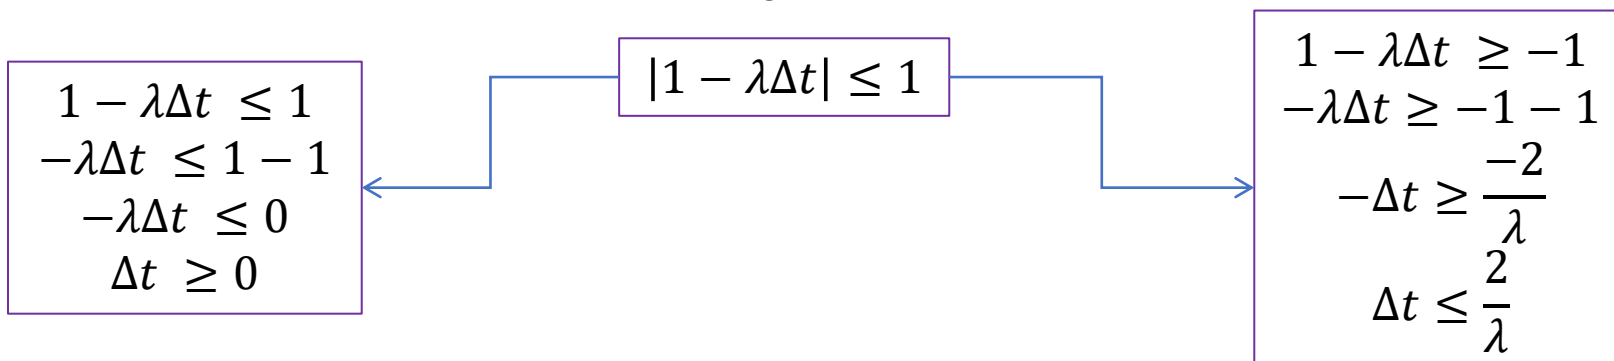 |1 − λΔt| ≤ 1
1 − λΔt ≤ 1
−λΔt ≤ 1 − 1
−λΔt ≤ 0
Δt ≥ 0
1 − λΔt ≥ −1
−λΔt ≥ −1 − 1
−Δt ≥ −2/λ
Δt ≤ 2/λ